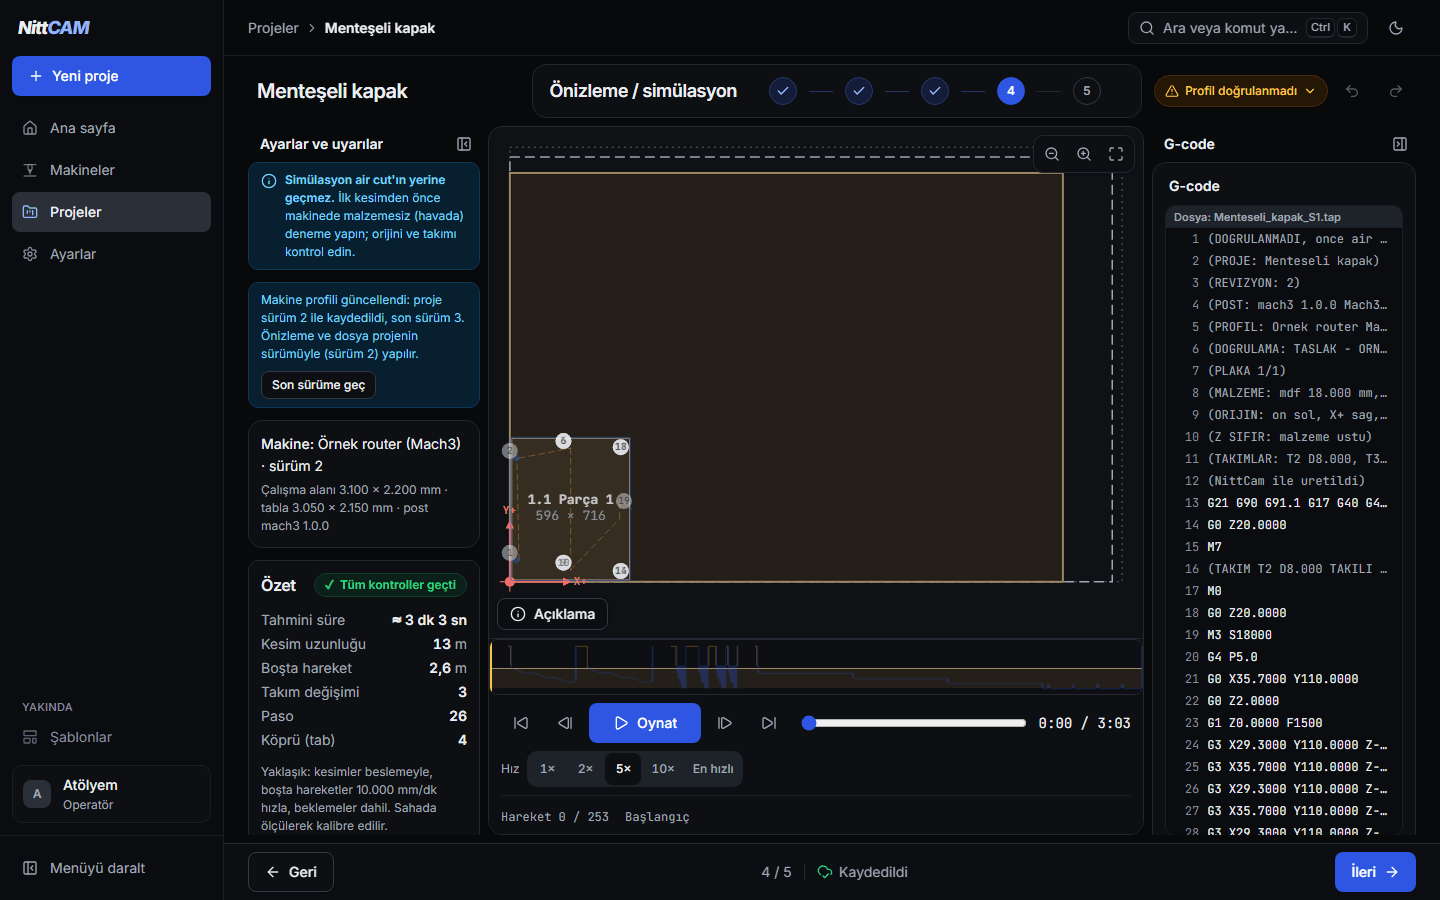 NittCAM
Yeni proje
Ana sayfa
Makineler
Projeler
Ayarlar
YAKINDA
Şablonlar
A
Atölyem
Operatör
Menüyü daralt
Projeler
Menteşeli kapak
Ara veya komut ya...
Ctrl
K
Menteşeli kapak
Önizleme / simülasyon
4
5
Profil doğrulanmadı
Ayarlar ve uyarılar
Simülasyon air cut'ın yerine
geçmez. İlk kesimden önce
makinede malzemesiz (havada)
deneme yapın; orijini ve takımı
kontrol edin.
Makine profili güncellendi: proje
sürüm 2 ile kaydedildi, son sürüm 3.
Önizleme ve dosya projenin
sürümüyle (sürüm 2) yapılır.
Son sürüme geç
Makine: Örnek router (Mach3)
· sürüm 2
Çalışma alanı 3.100 × 2.200 mm ·
tabla 3.050 × 2.150 mm · post
mach3 1.0.0
Özet
✓ Tüm kontroller geçti
Tahmini süre ≈ 3 dk 3 sn
Kesim uzunluğu 13 m
Boşta hareket 2,6 m
Takım değişimi 3
Paso 26
Köprü (tab) 4
Yaklaşık: kesimler beslemeyle,
boşta hareketler 10.000 mm/dk
hızla, beklemeler dahil. Sahada
ölçülerek kalibre edilir.
2
6
18
1.1 Parça 1
19
596 × 716
Y+
1
10
14
X+
Açıklama
Oynat
0:00 / 3:03
Hız
1×
2×
5×
10×
En hızlı
Hareket 0 / 253 Başlangıç
G-code
G-code
Dosya: Menteseli_kapak_S1.tap
1 (DOGRULANMADI, once air …
2 (PROJE: Menteseli kapak)
3 (REVIZYON: 2)
4 (POST: mach3 1.0.0 Mach3…
5 (PROFIL: Ornek router Ma…
6 (DOGRULAMA: TASLAK - ORN…
7 (PLAKA 1/1)
8 (MALZEME: mdf 18.000 mm,…
9 (ORIJIN: on sol, X+ sag,…
10 (Z SIFIR: malzeme ustu)
11 (TAKIMLAR: T2 D8.000, T3…
12 (NittCam ile uretildi)
13 G21 G90 G91.1 G17 G40 G4…
14 G0 Z20.0000
15 M7
16 (TAKIM T2 D8.000 TAKILI …
17 M0
18 G0 Z20.0000
19 M3 S18000
20 G4 P5.0
21 G0 X35.7000 Y110.0000
22 G0 Z2.0000
23 G1 Z0.0000 F1500
24 G3 X29.3000 Y110.0000 Z-…
25 G3 X35.7000 Y110.0000 Z-…
26 G3 X29.3000 Y110.0000 Z-…
27 G3 X35.7000 Y110.0000 Z-…
28 G3 X29.3000 Y110.0000 Z-…
Geri
4 / 5
Kaydedildi
İleri